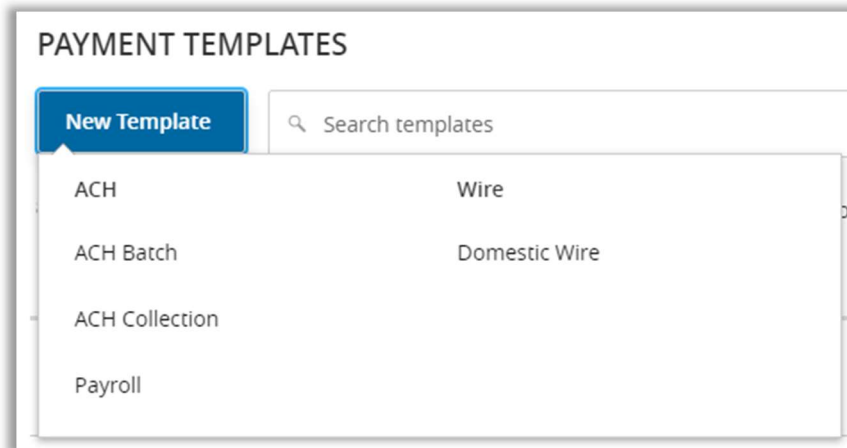 PAYMENT TEMPLATES
New Template
Search templates
ACH
Wire
ACH Batch
Domestic Wire
ACH Collection
Payroll